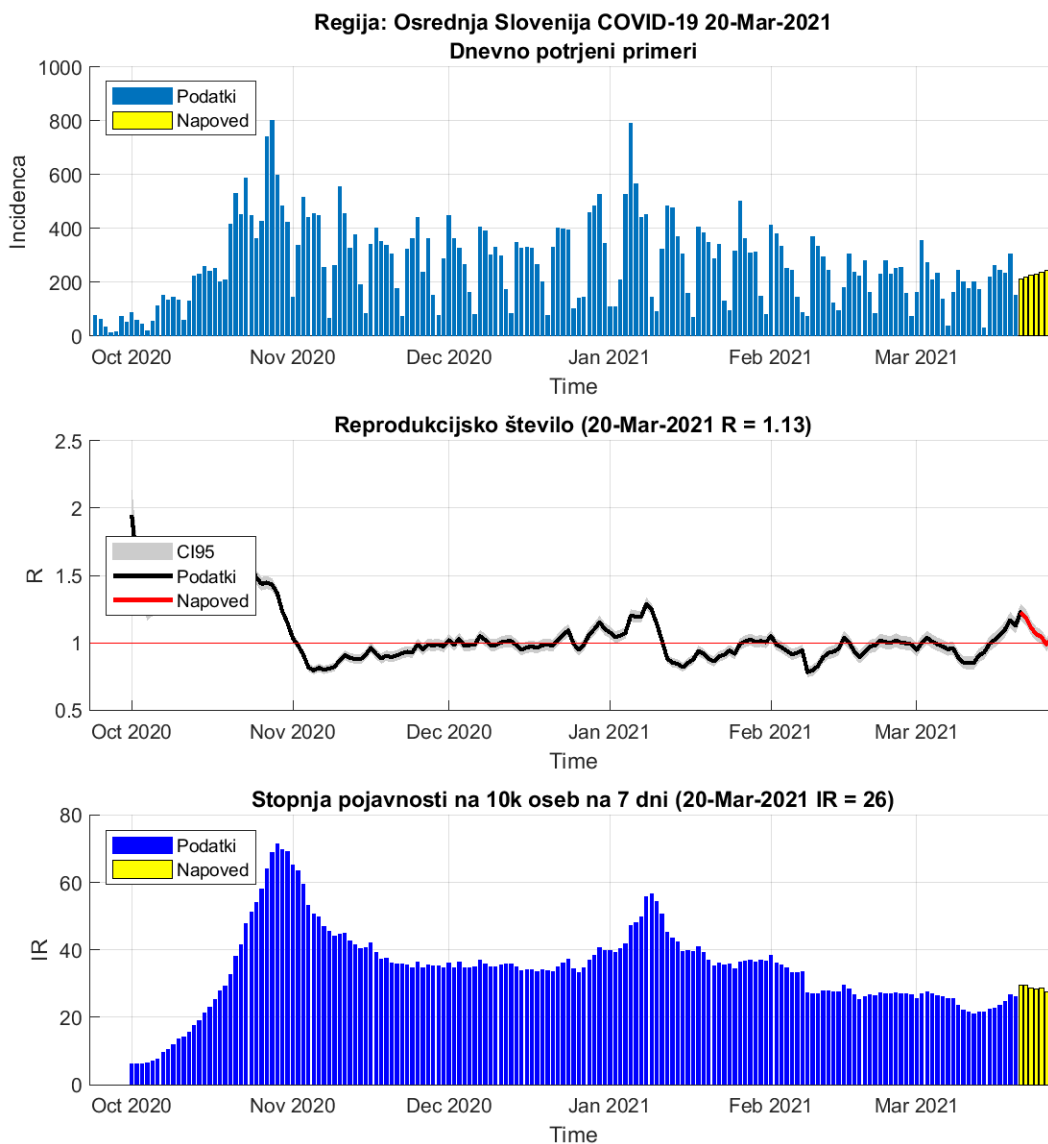 Regija: Osrednja Slovenija COVID-19 20-Mar-2021
Dnevno potrjeni primeri
1000
800
600
400
200
0
Incidenca
Podatki
Napoved
Oct 2020 Nov 2020 Dec 2020 Jan 2021 Feb 2021 Mar 2021
Time
Reprodukcijsko število (20-Mar-2021 R = 1.13)
2.5
2
1.5
1
0.5
R
CI95
Podatki
Napoved
Oct 2020 Nov 2020 Dec 2020 Jan 2021 Feb 2021 Mar 2021
Time
Stopnja pojavnosti na 10k oseb na 7 dni (20-Mar-2021 IR = 26)
80
60
40
20
0
IR
Podatki
Napoved
Oct 2020 Nov 2020 Dec 2020 Jan 2021 Feb 2021 Mar 2021
Time